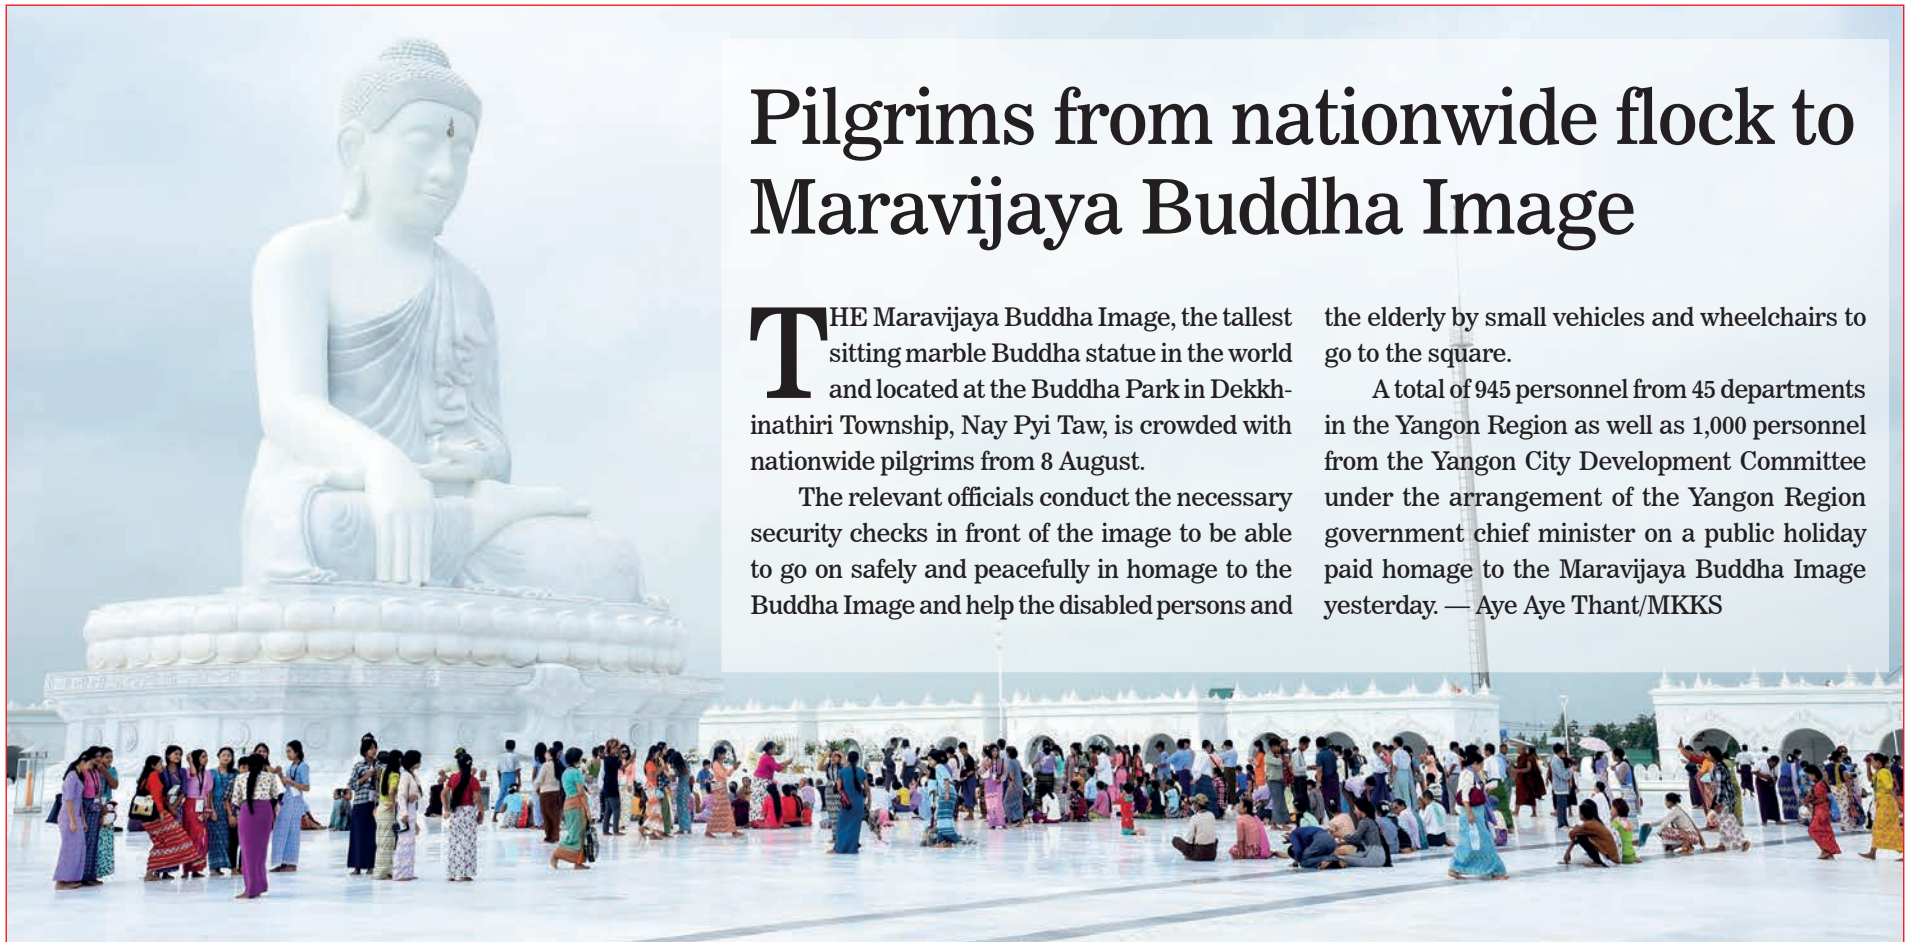 Pilgrims from nationwide flock to
Maravijaya Buddha Image
THE Maravijaya Buddha Image, the tallest
sitting marble Buddha statue in the world
and located at the Buddha Park in Dekkh-
inathiri Township, Nay Pyi Taw, is crowded with
nationwide pilgrims from 8 August.
The relevant officials conduct the necessary
security checks in front of the image to be able
to go on safely and peacefully in homage to the
Buddha Image and help the disabled persons and
the elderly by small vehicles and wheelchairs to
go to the square.
A total of 945 personnel from 45 departments
in the Yangon Region as well as 1,000 personnel
from the Yangon City Development Committee
under the arrangement of the Yangon Region
government chief minister on a public holiday
paid homage to the Maravijaya Buddha Image
yesterday. — Aye Aye Thant/MKKS